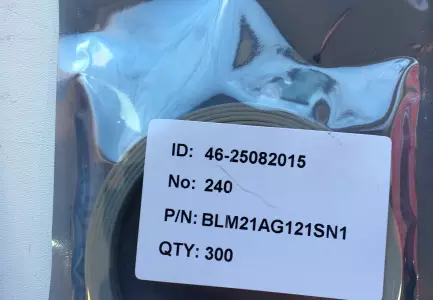 ID: 46-25082015
No: 240
P/N: BLM21AG121SN1
QTY: 300